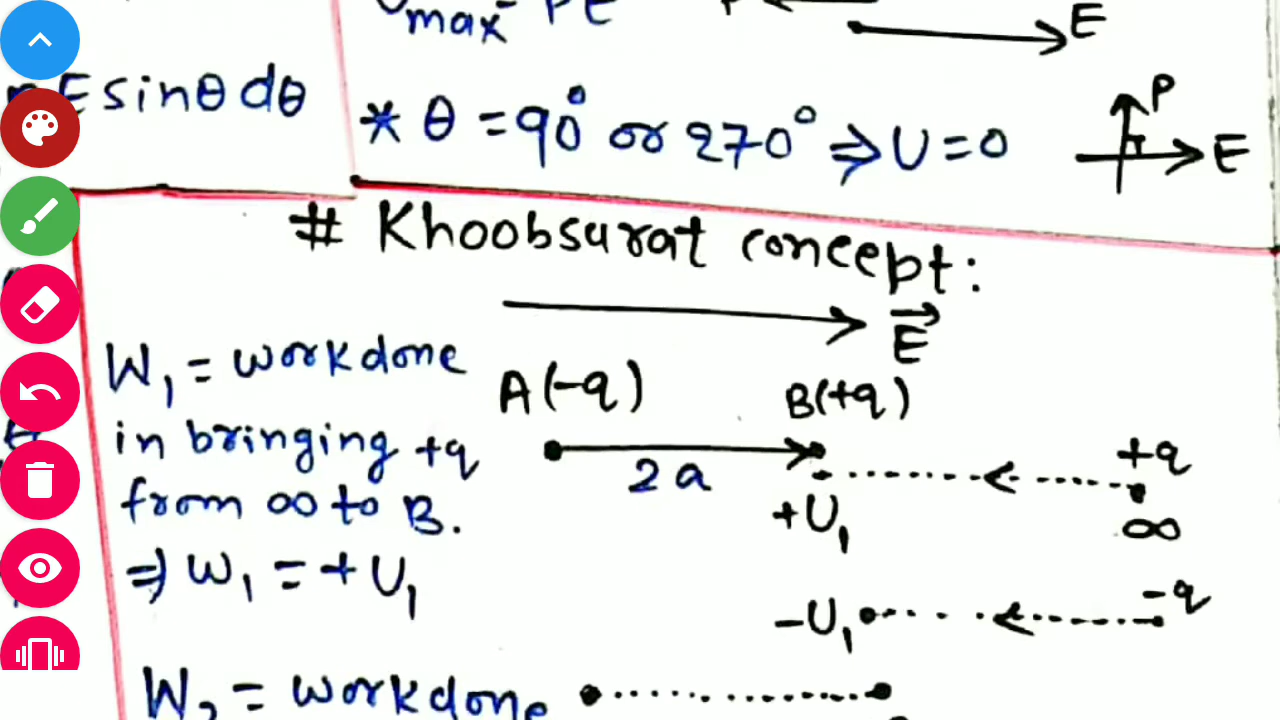 max = PE
E
E sinθ dθ
* θ = 90° or 270° ⇒ U = 0
P
E
# Khoobsurat concept:
E
W₁ = workdone
in bringing +q
from ∞ to B.
⇒ W₁ = + U₁
A(-q)
B(+q)
2a
+q
+U₁
∞
-q
-U₁
W₂ = workdone